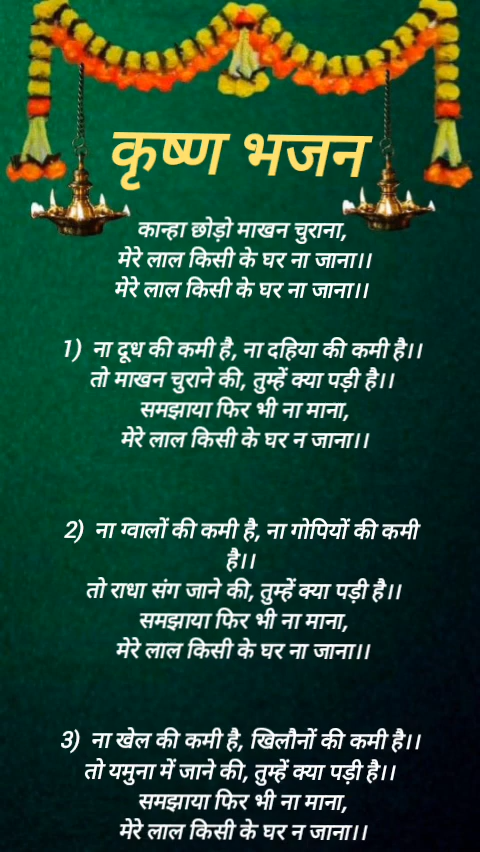 कृष्ण भजन
कान्हा छोड़ो माखन चुराना,
मेरे लाल किसी के घर ना जाना।।
मेरे लाल किसी के घर ना जाना।।
1) ना दूध की कमी है, ना दहिया की कमी है।।
तो माखन चुराने की, तुम्हें क्या पड़ी है।।
समझाया फिर भी ना माना,
मेरे लाल किसी के घर न जाना।।
2) ना ग्वालों की कमी है, ना गोपियों की कमी
है।।
तो राधा संग जाने की, तुम्हें क्या पड़ी है।।
समझाया फिर भी ना माना,
मेरे लाल किसी के घर ना जाना।।
3) ना खेल की कमी है, खिलौनों की कमी है।।
तो यमुना में जाने की, तुम्हें क्या पड़ी है।।
समझाया फिर भी ना माना,
मेरे लाल किसी के घर न जाना।।